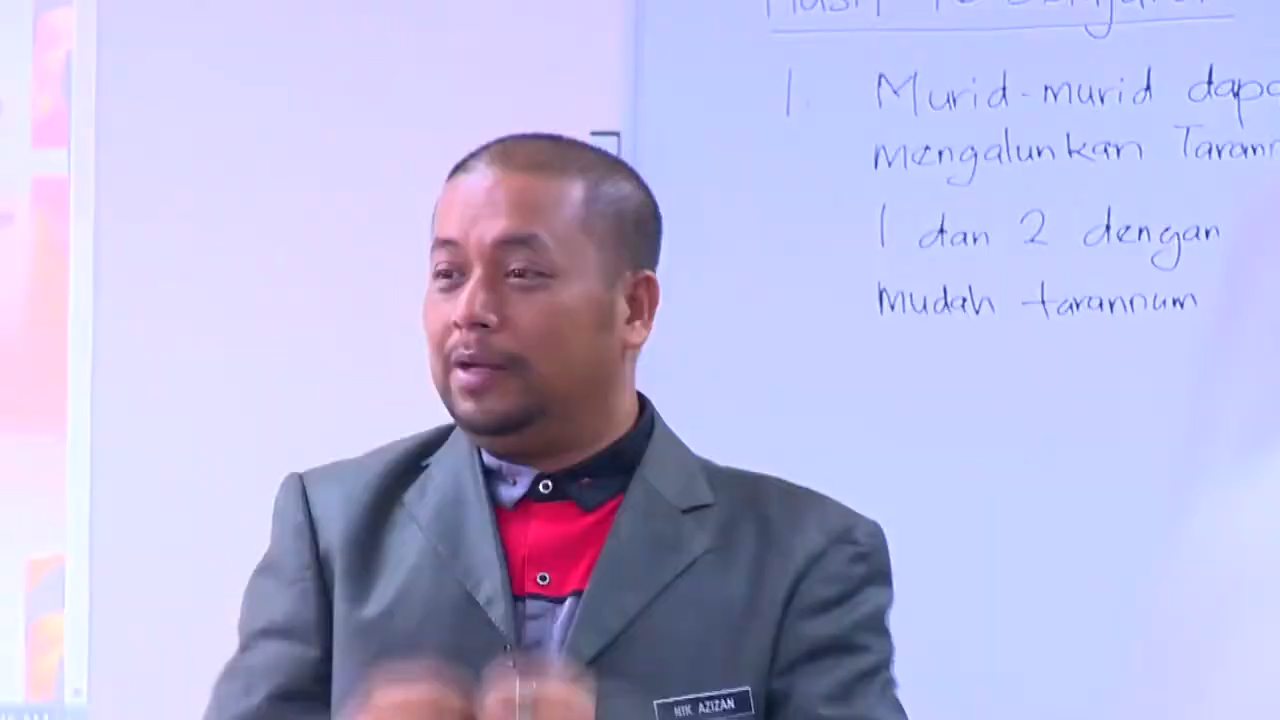 1. Murid-murid
mengalunkan
1 dan 2 dengan
mudah tarannum
NIK AZIZAN